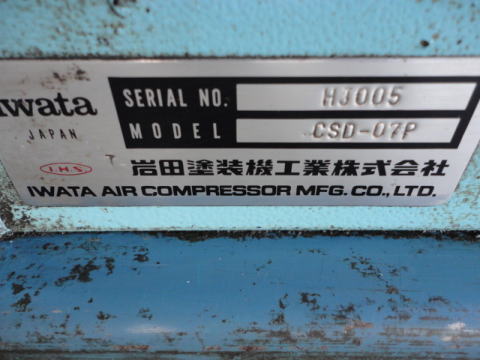 Iwata
JAPAN
SERIAL NO. HJ005
MODEL CSD-07P
I.H.S
岩田塗装機工業株式会社
IWATA AIR COMPRESSOR MFG.CO.,LTD.